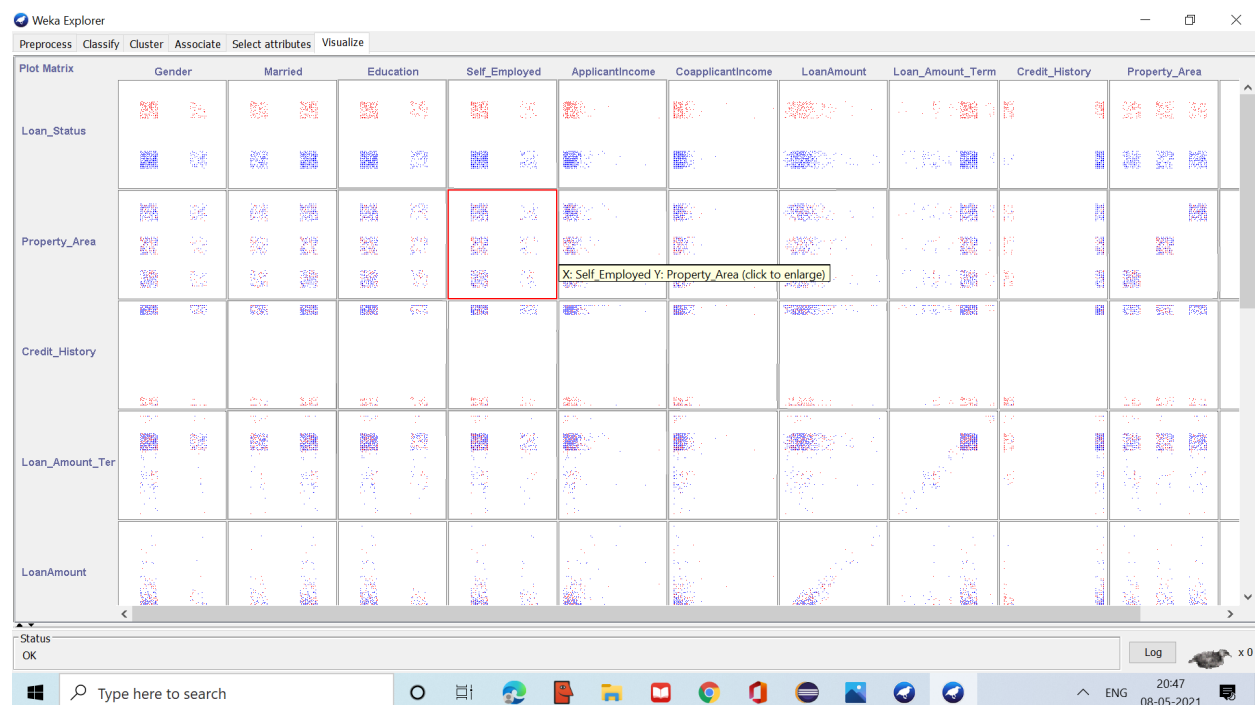 Weka Explorer
Preprocess Classify Cluster Associate Select attributes Visualize
Plot Matrix Gender Married Education Self_Employed ApplicantIncome CoapplicantIncome LoanAmount Loan_Amount_Term Credit_History Property_Area
Loan_Status
Property_Area
X: Self_Employed Y: Property_Area (click to enlarge)
Credit_History
Loan_Amount_Ter
LoanAmount
Status
OK
Log x 0
Type here to search
ENG
20:47
08-05-2021